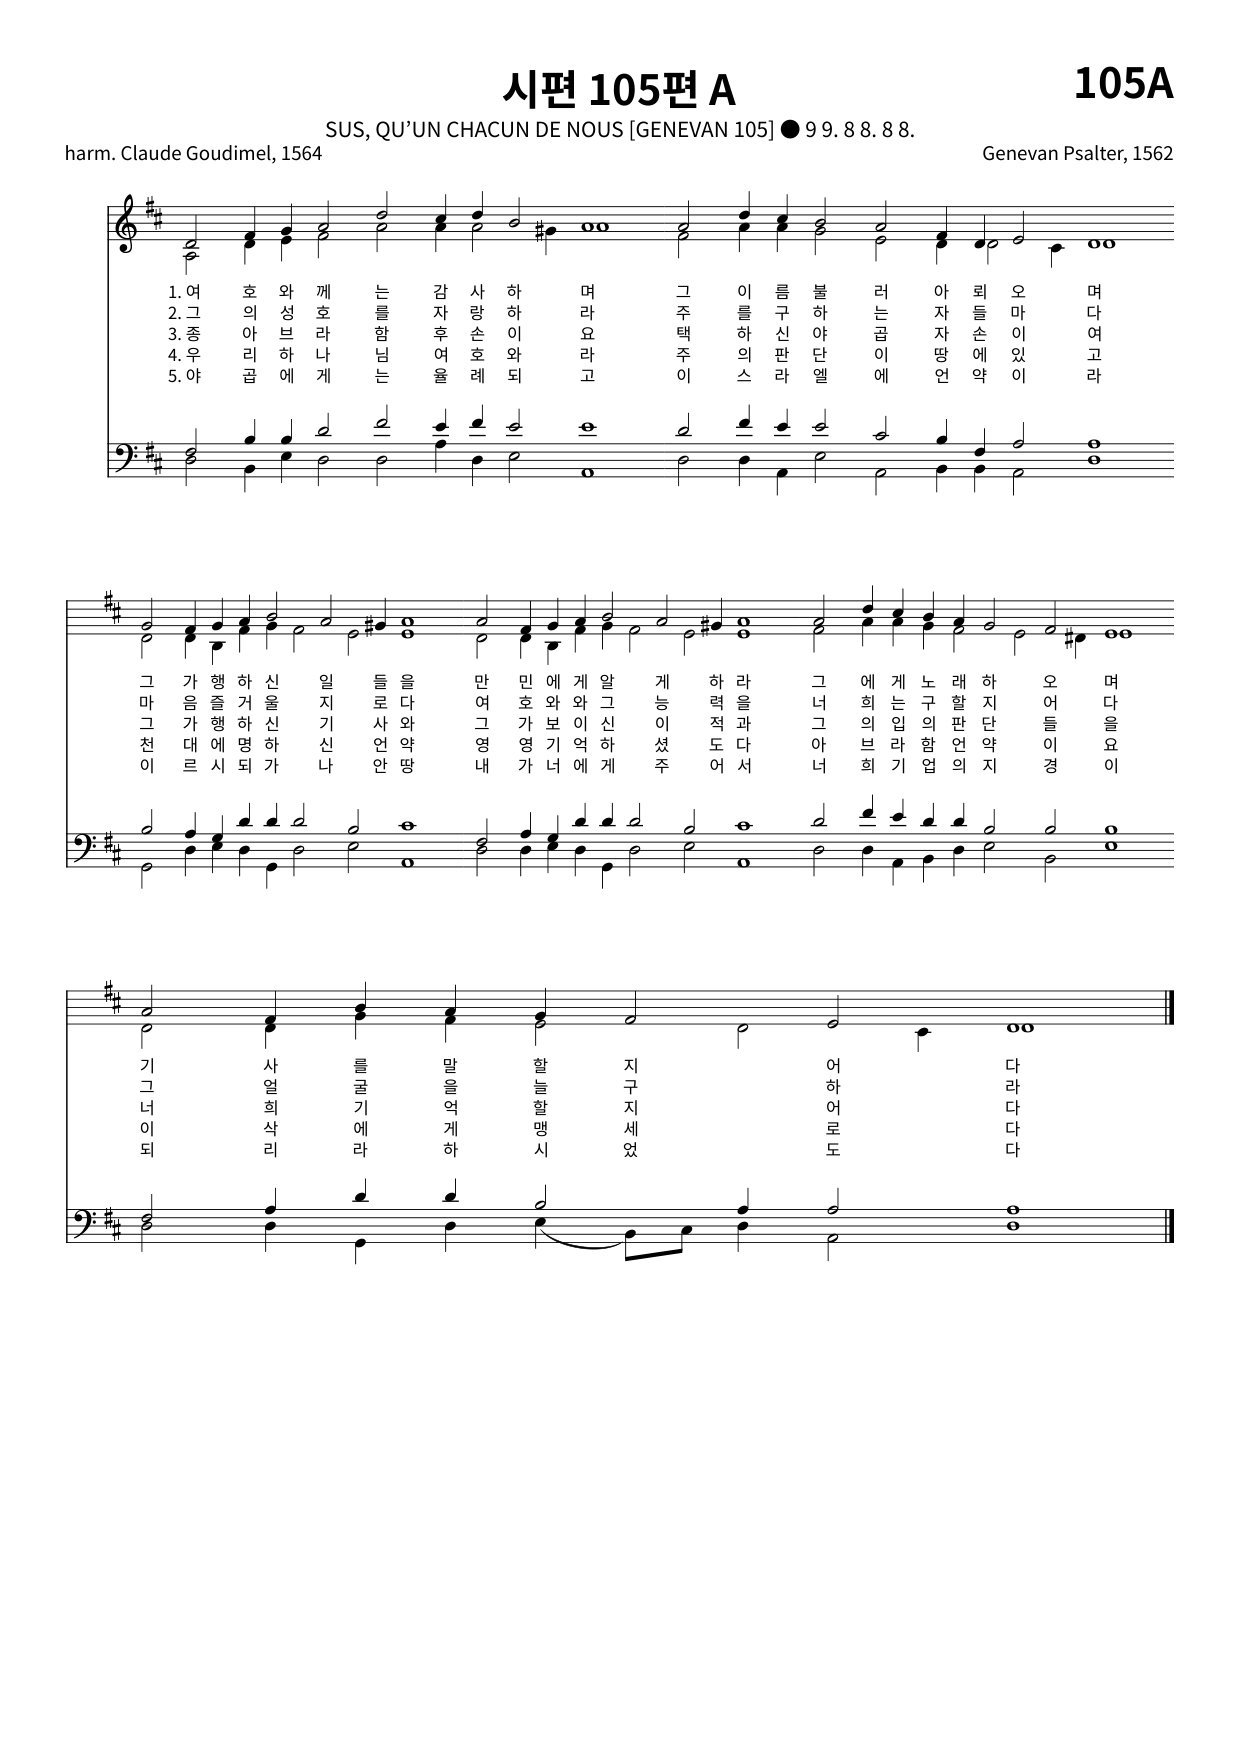 105A
시편 105편 A
SUS, QU’UN CHACUN DE NOUS [GENEVAN 105] ● 9 9. 8 8. 8 8.
harm. Claude Goudimel, 1564
Genevan Psalter, 1562
1. 여 호 와 께 는 감 사 하 며 그 이 름 불 러 아 뢰 오 며
2. 그 의 성 호 를 자 랑 하 라 주 를 구 하 는 자 들 마 다
3. 종 아 브 라 함 후 손 이 요 택 하 신 야 곱 자 손 이 여
4. 우 리 하 나 님 여 호 와 라 주 의 판 단 이 땅 에 있 고
5. 야 곱 에 게 는 율 례 되 고 이 스 라 엘 에 언 약 이 라
그 가 행 하 신 일 들 을 만 민 에 게 알 게 하 라 그 에 게 노 래 하 오 며
마 음 즐 거 울 지 로 다 여 호 와 와 그 능 력 을 너 희 는 구 할 지 어 다
그 가 행 하 신 기 사 와 그 가 보 이 신 이 적 과 그 의 입 의 판 단 들 을
천 대 에 명 하 신 언 약 영 영 기 억 하 셨 도 다 아 브 라 함 언 약 이 요
이 르 시 되 가 나 안 땅 내 가 너 에 게 주 어 서 너 희 기 업 의 지 경 이
기 사 를 말 할 지 어 다
그 얼 굴 을 늘 구 하 라
너 희 기 억 할 지 어 다
이 삭 에 게 맹 세 로 다
되 리 라 하 시 었 도 다